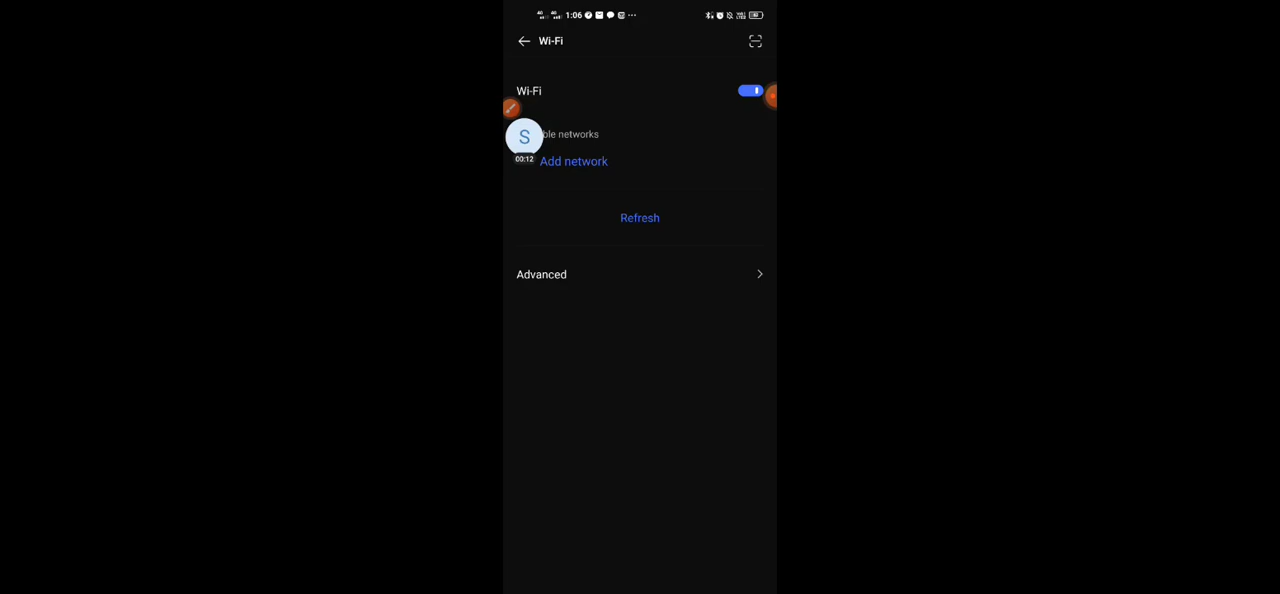 1:06
Wi-Fi
Wi-Fi
S
ble networks
00:12
Add network
Refresh
Advanced